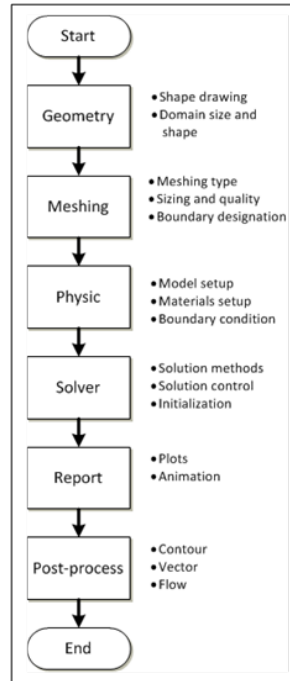 Start
Geometry
• Shape drawing
• Domain size and
shape
Meshing
• Meshing type
• Sizing and quality
• Boundary designation
Physic
• Model setup
• Materials setup
• Boundary condition
Solver
• Solution methods
• Solution control
• Initialization
Report
• Plots
• Animation
Post-process
• Contour
• Vector
• Flow
End